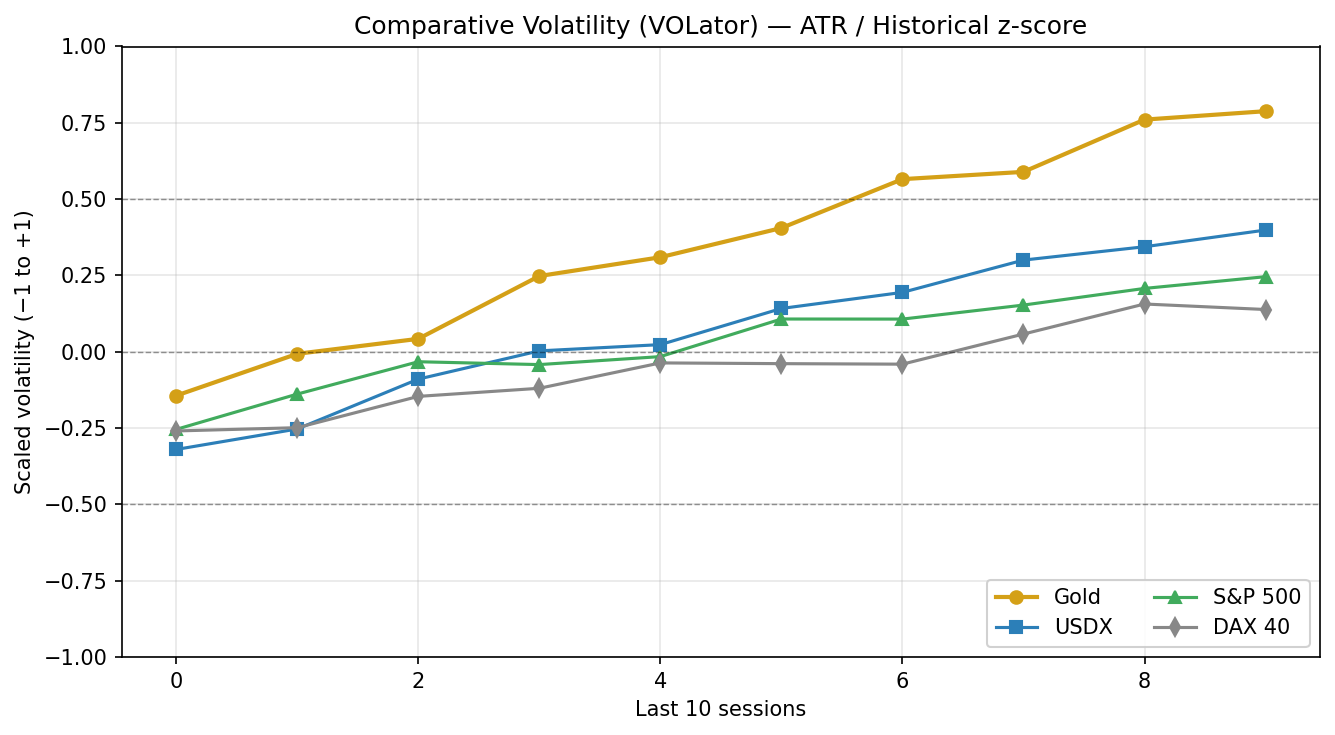 Comparative Volatility (VOLator) — ATR / Historical z-score
Scaled volatility (−1 to +1)
1.00
0.75
0.50
0.25
0.00
−0.25
−0.50
−0.75
−1.00
0 2 4 6 8
Last 10 sessions
Gold
USDX
S&P 500
DAX 40